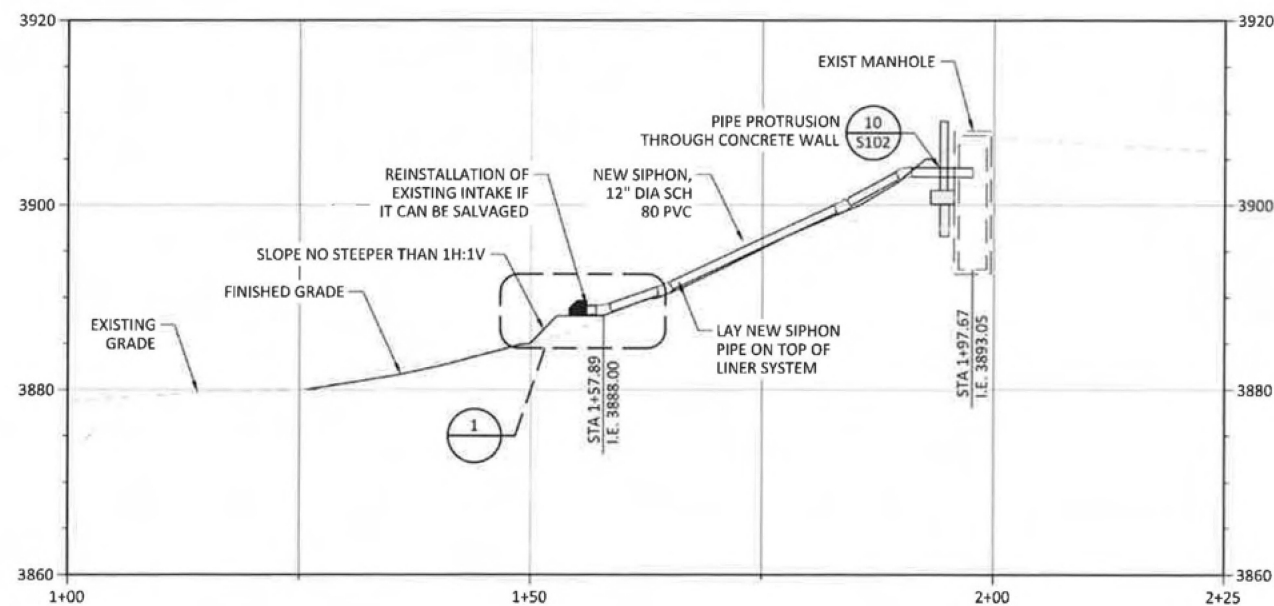 3920
3920
EXIST MANHOLE
PIPE PROTRUSION
THROUGH CONCRETE WALL
10
S102
REINSTALLATION OF
EXISTING INTAKE IF
IT CAN BE SALVAGED
NEW SIPHON,
12" DIA SCH
80 PVC
3900
3900
SLOPE NO STEEPER THAN 1H:1V
FINISHED GRADE
EXISTING
GRADE
LAY NEW SIPHON
PIPE ON TOP OF
LINER SYSTEM
3880
3880
STA 1+57.89
I.E. 3888.00
STA 1+97.67
I.E. 3893.05
1
3860
3860
1+00
1+50
2+00
2+25